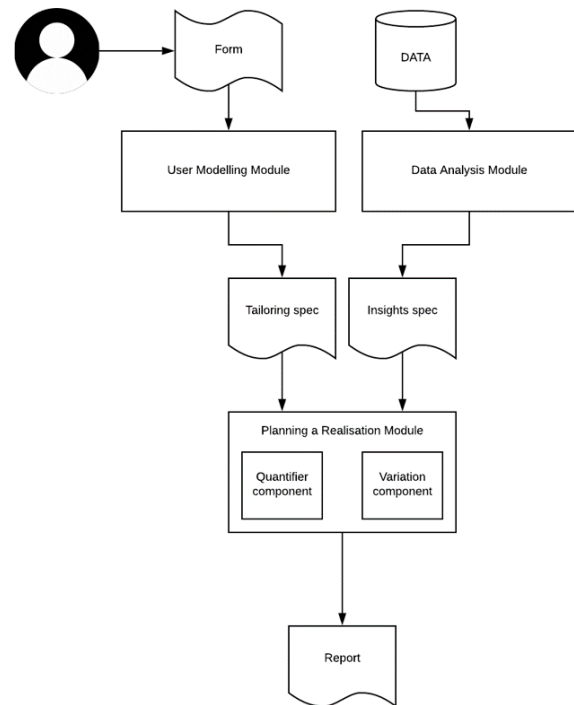 Form
DATA
User Modelling Module
Data Analysis Module
Tailoring spec
Insights spec
Planning a Realisation Module
Quantifier
component
Variation
component
Report